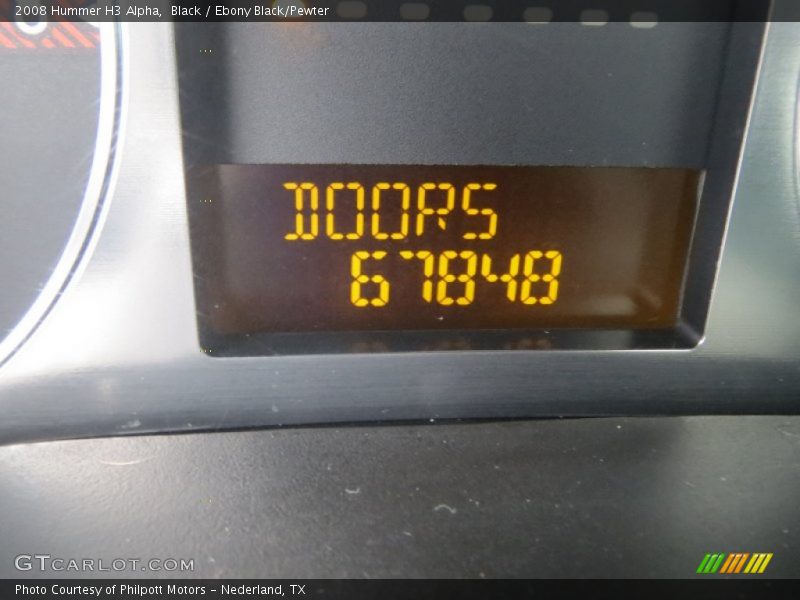 2008 Hummer H3 Alpha,  Black / Ebony Black/Pewter
DOORS
67848
GTCARLOT.COM
Photo Courtesy of Philpott Motors - Nederland, TX